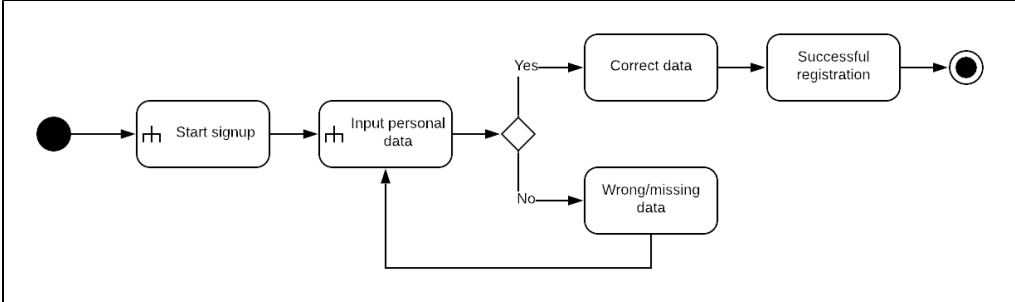 Start signup
Input personal
data
Yes
Correct data
Successful
registration
No
Wrong/missing
data